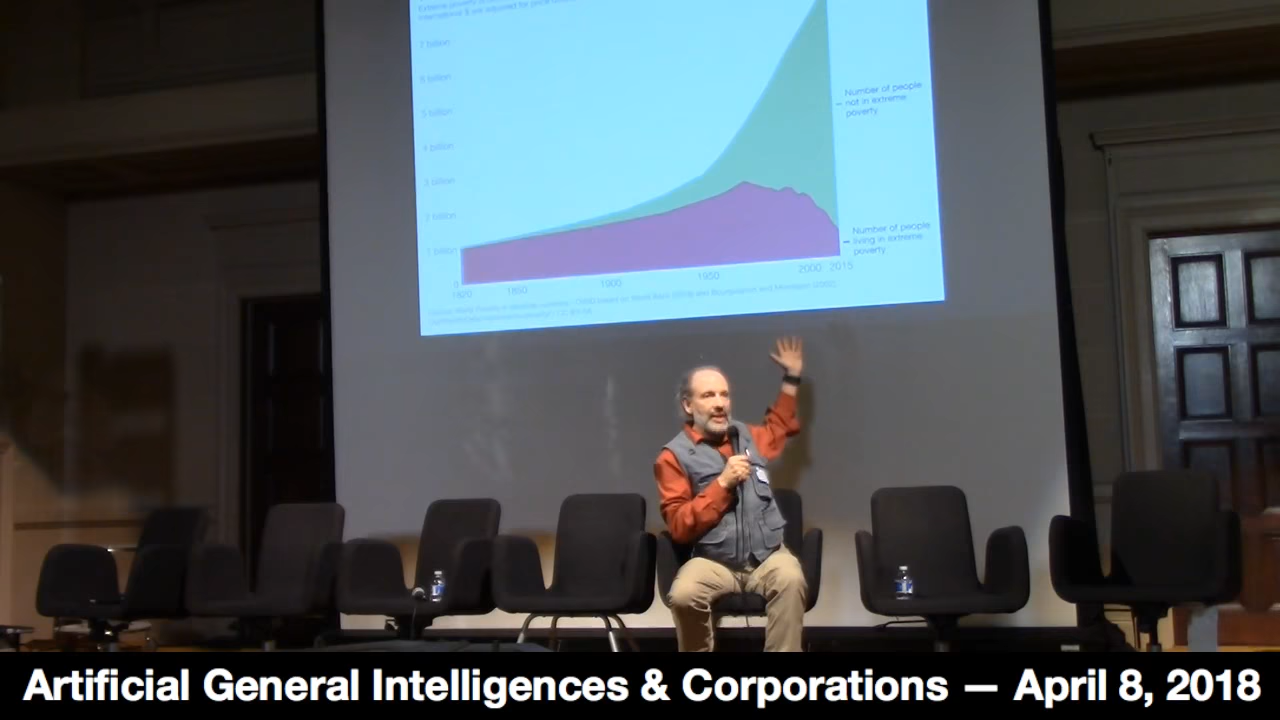 7 billion
6 billion
5 billion
4 billion
3 billion
2 billion
1 billion
0
1820
1850
1900
1950
2000
2015
Number of people
not in extreme
poverty
Number of people
living in extreme
poverty
Artificial General Intelligences & Corporations — April 8, 2018